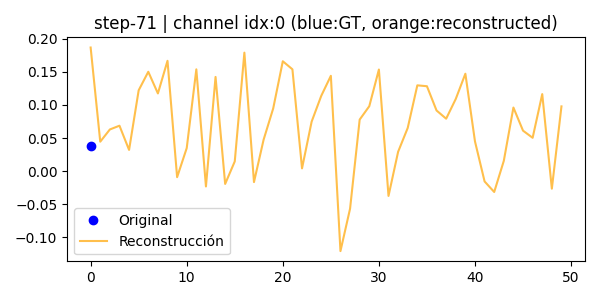 step-71 | channel idx:0 (blue:GT, orange:reconstructed)
0.20
0.15
0.10
0.05
0.00
−0.05
−0.10
Original
Reconstrucción
0 10 20 30 40 50